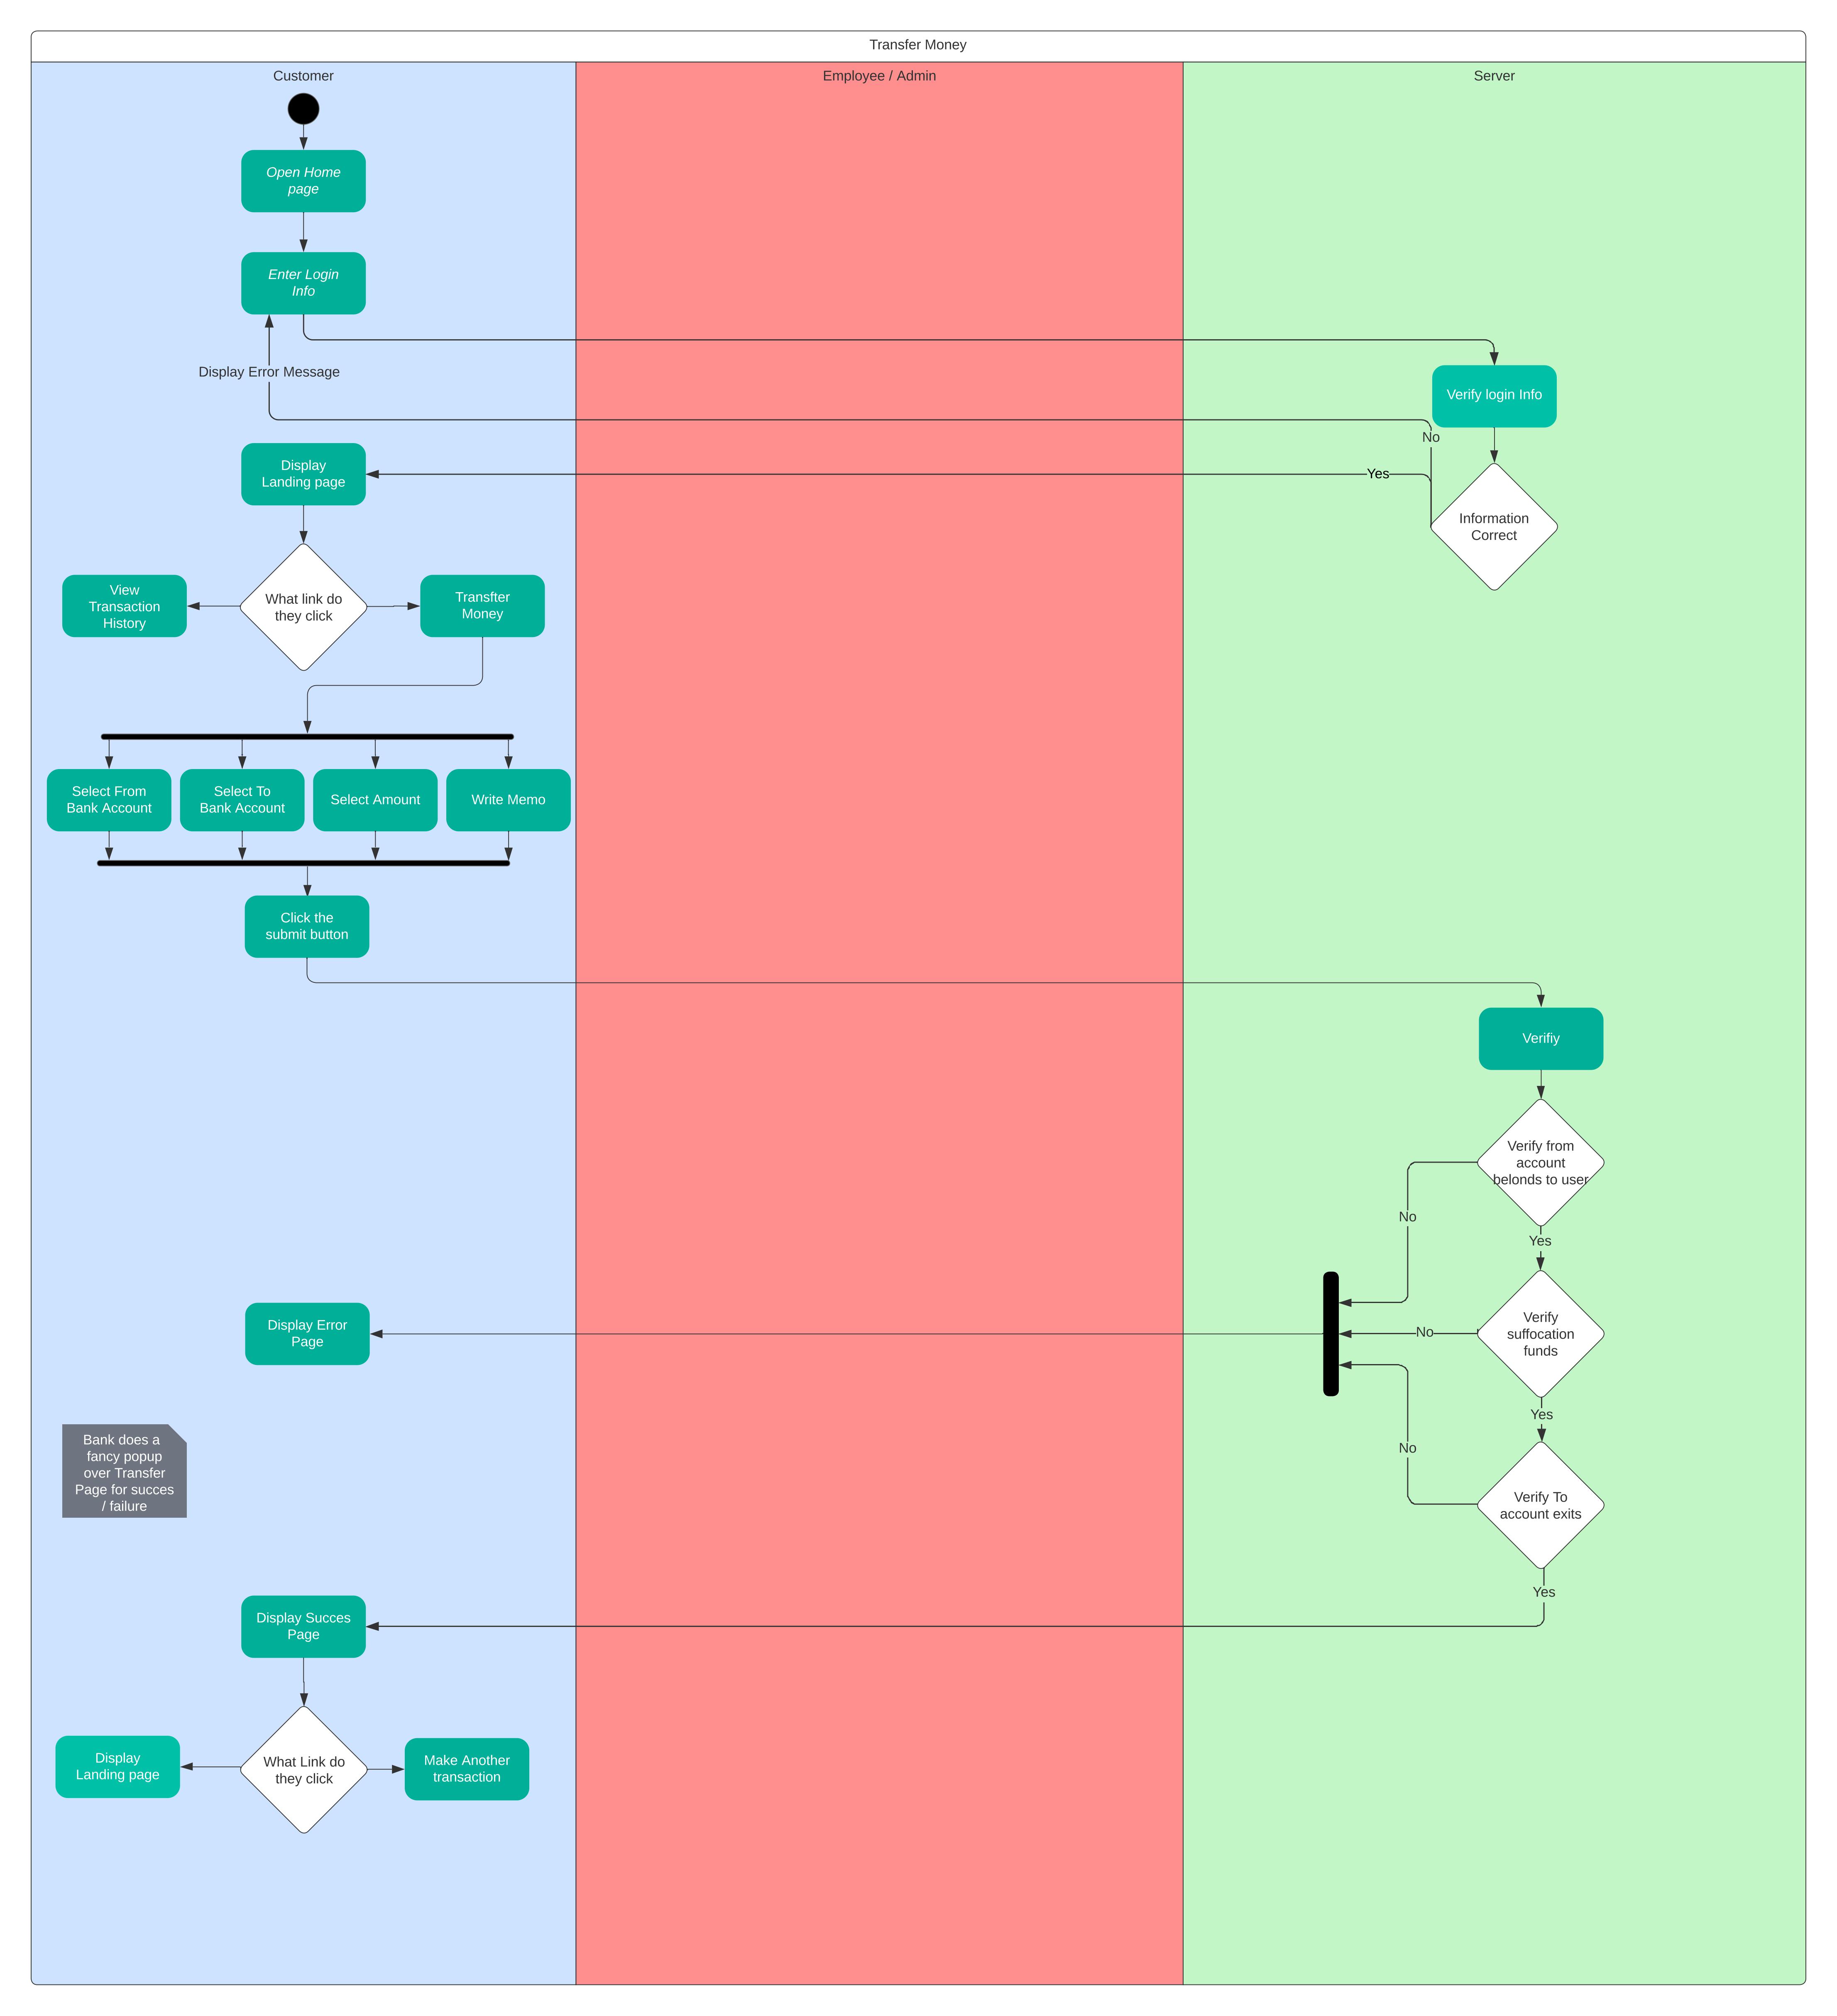 Transfer Money
Customer
Employee / Admin
Server
Open Home
page
Enter Login
Info
Display Error Message
Verify login Info
No
Yes
Information
Correct
Display
Landing page
What link do
they click
View
Transaction
History
Transfter
Money
Select From
Bank Account
Select To
Bank Account
Select Amount
Write Memo
Click the
submit button
Verifiy
Verify from
account
belonds to user
No
Yes
Verify
suffocation
funds
No
Display Error
Page
Yes
No
Verify To
account exits
Bank does a
fancy popup
over Transfer
Page for succes
/ failure
Yes
Display Succes
Page
What Link do
they click
Display
Landing page
Make Another
transaction